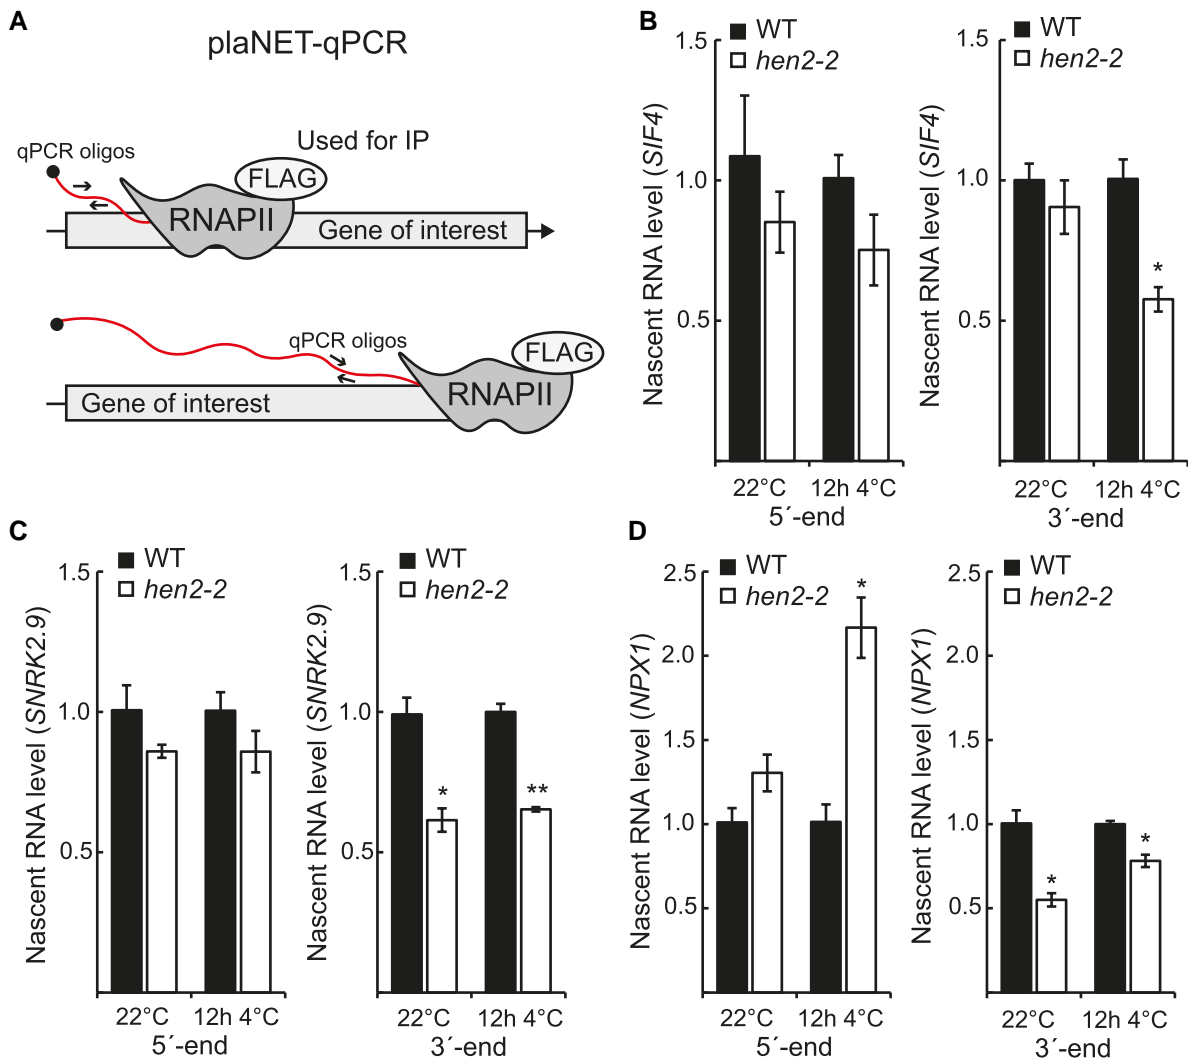 A
plaNET-qPCR
Used for IP
qPCR oligos
FLAG
RNAPII
Gene of interest
qPCR oligos
FLAG
RNAPII
Gene of interest
B
WT
hen2-2
Nascent RNA level (SIF4)
1.5
1.0
0.5
22°C 12h 4°C
5´-end
WT
hen2-2
Nascent RNA level (SIF4)
1.5
1.0
0.5
*
22°C 12h 4°C
3´-end
C
WT
hen2-2
Nascent RNA level (SNRK2.9)
1.5
1.0
0.5
22°C 12h 4°C
5´-end
WT
hen2-2
Nascent RNA level (SNRK2.9)
1.5
1.0
0.5
* **
22°C 12h 4°C
3´-end
D
WT
hen2-2
Nascent RNA level (NPX1)
2.5
2.0
1.5
1.0
0.5
*
22°C 12h 4°C
5´-end
WT
hen2-2
Nascent RNA level (NPX1)
2.5
2.0
1.5
1.0
0.5
* *
22°C 12h 4°C
3´-end